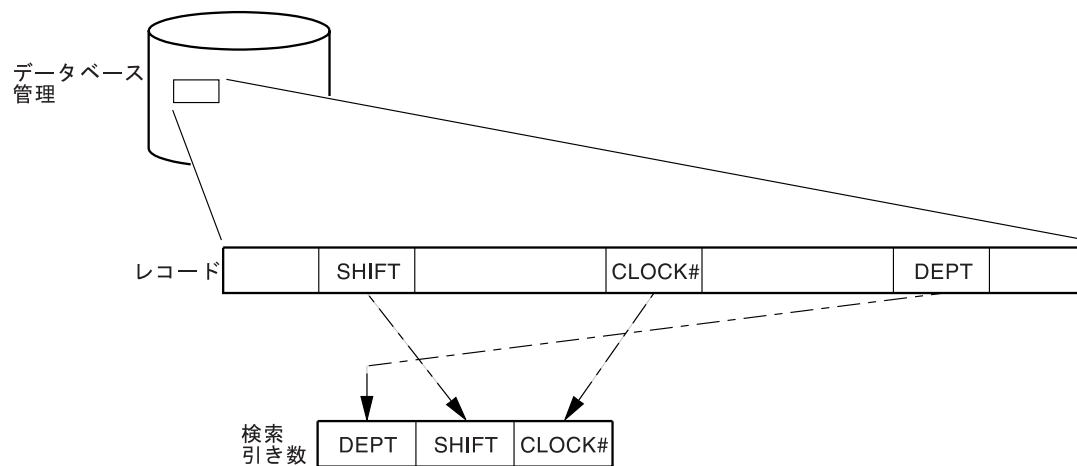 データベース
管理
レコード
SHIFT
CLOCK#
DEPT
検索
引き数
DEPT
SHIFT
CLOCK#